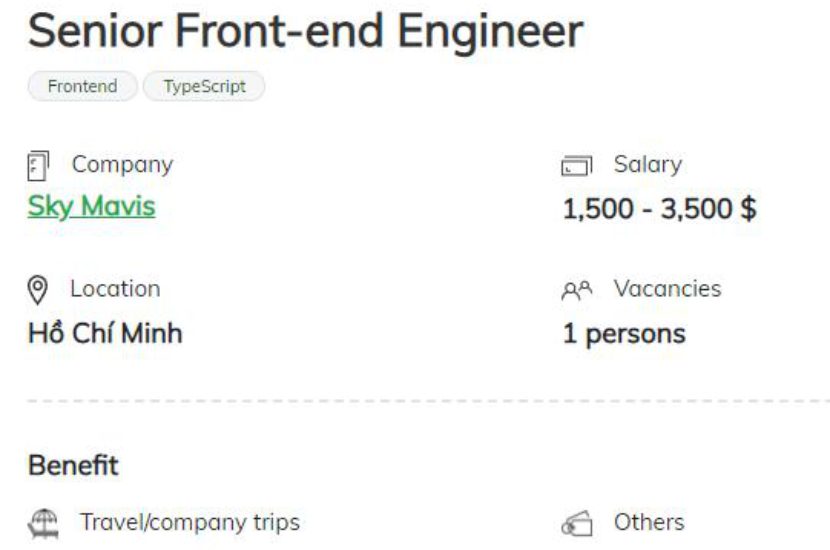 Senior Front-end Engineer
Frontend TypeScript
Company
Sky Mavis
Salary
1,500 - 3,500 $
Location
Hồ Chí Minh
Vacancies
1 persons
Benefit
Travel/company trips
Others